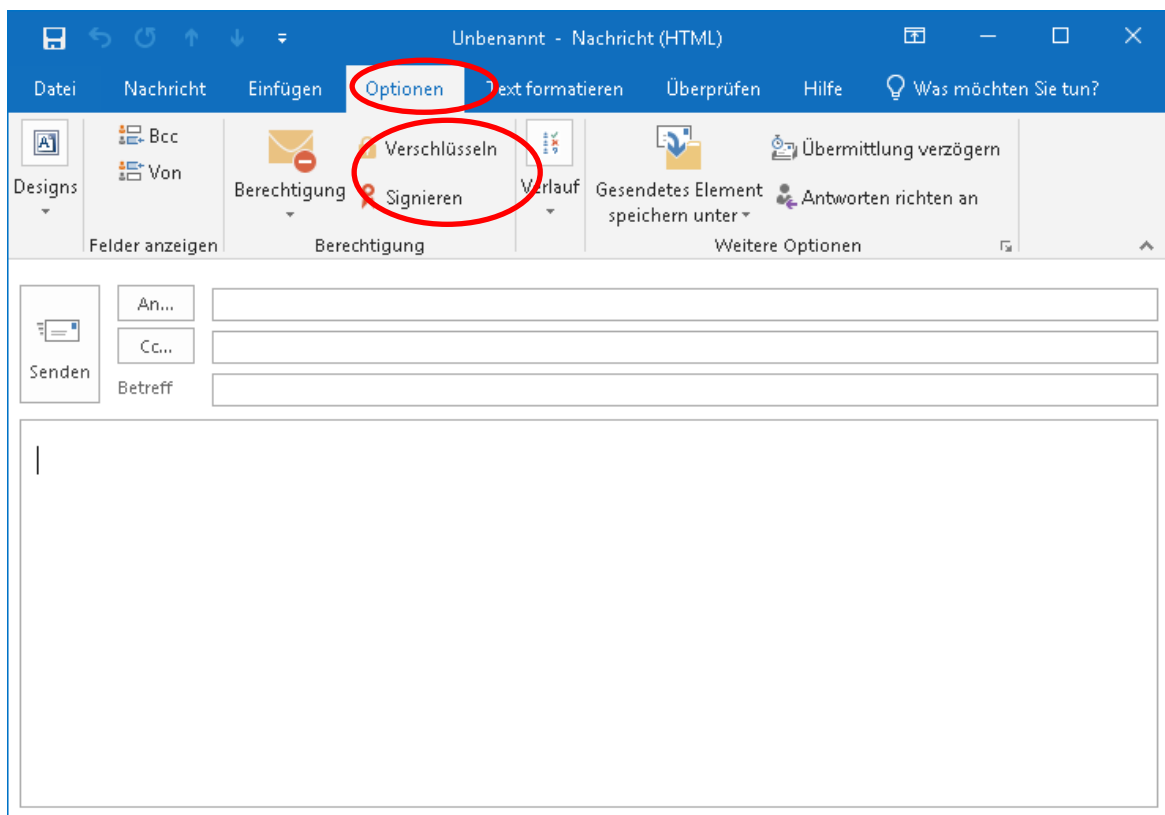 Unbenannt - Nachricht (HTML)
Datei Nachricht Einfügen Optionen Text formatieren Überprüfen Hilfe Was möchten Sie tun?
Designs
Bcc
Von
Felder anzeigen
Berechtigung
Verschlüsseln
Signieren
Berechtigung
Verlauf
Gesendetes Element
speichern unter
Übermittlung verzögern
Antworten richten an
Weitere Optionen
Senden
An...
Cc...
Betreff